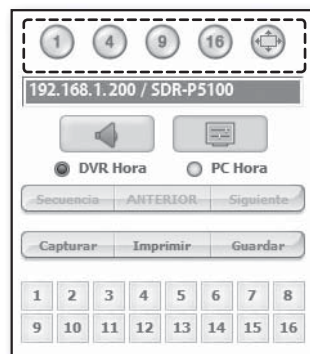 1 4 9 16
192.168.1.200 / SDR-P5100
DVR Hora PC Hora
Secuencia ANTERIOR Siguiente
Capturar Imprimir Guardar
1 2 3 4 5 6 7 8
9 10 11 12 13 14 15 16